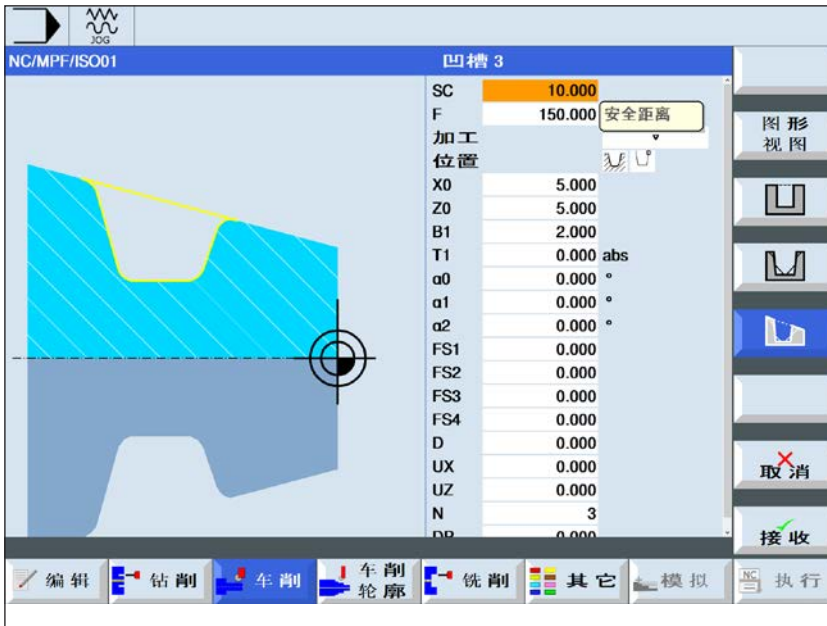 JOG
NC/MPF/ISO01
凹槽 3
SC 10.000
F 150.000 安全距离
加工
位置
X0 5.000
Z0 5.000
B1 2.000
T1 0.000 abs
α0 0.000 °
α1 0.000 °
α2 0.000 °
FS1 0.000
FS2 0.000
FS3 0.000
FS4 0.000
D 0.000
UX 0.000
UZ 0.000
N 3
DP 0.000
图形
视图
取消
接收
编辑
钻削
车削
车削
轮廓
铣削
其它
模拟
NC
执行